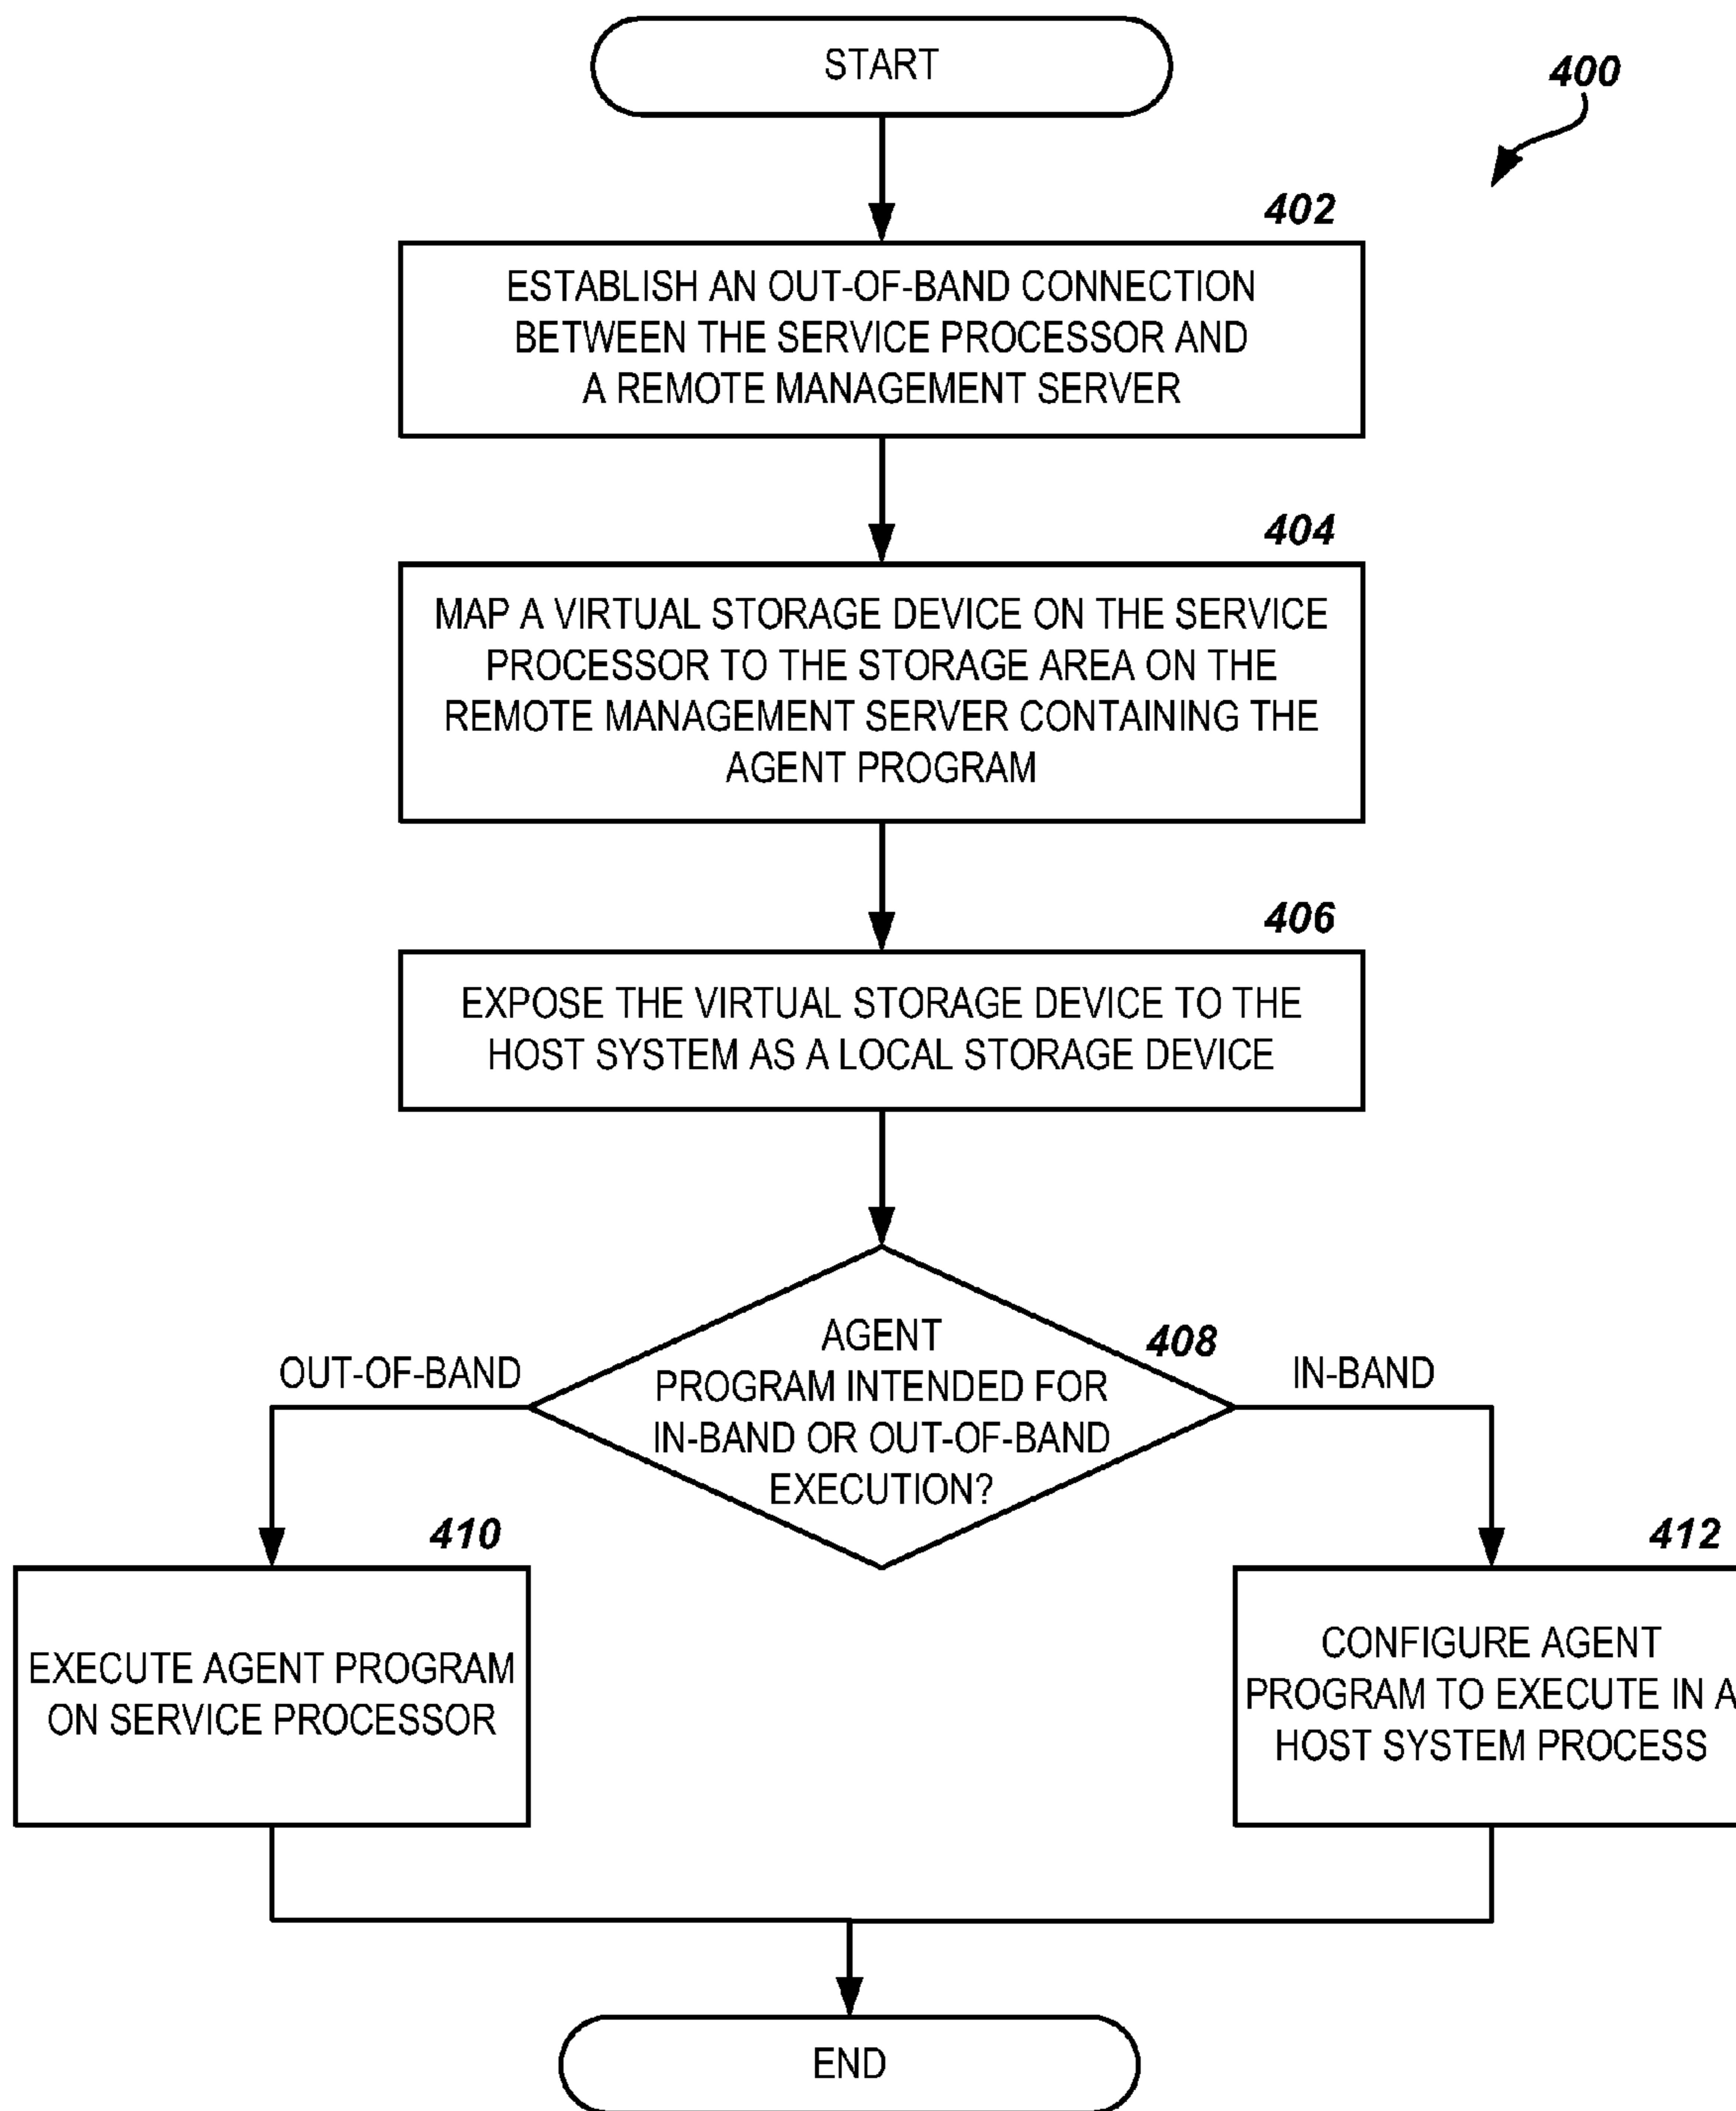 START
400
402
ESTABLISH AN OUT-OF-BAND CONNECTION
BETWEEN THE SERVICE PROCESSOR AND
A REMOTE MANAGEMENT SERVER
404
MAP A VIRTUAL STORAGE DEVICE ON THE SERVICE
PROCESSOR TO THE STORAGE AREA ON THE
REMOTE MANAGEMENT SERVER CONTAINING THE
AGENT PROGRAM
406
EXPOSE THE VIRTUAL STORAGE DEVICE TO THE
HOST SYSTEM AS A LOCAL STORAGE DEVICE
408
AGENT
PROGRAM INTENDED FOR
IN-BAND OR OUT-OF-BAND
EXECUTION?
OUT-OF-BAND
IN-BAND
410
EXECUTE AGENT PROGRAM
ON SERVICE PROCESSOR
412
CONFIGURE AGENT
PROGRAM TO EXECUTE IN A
HOST SYSTEM PROCESS
END